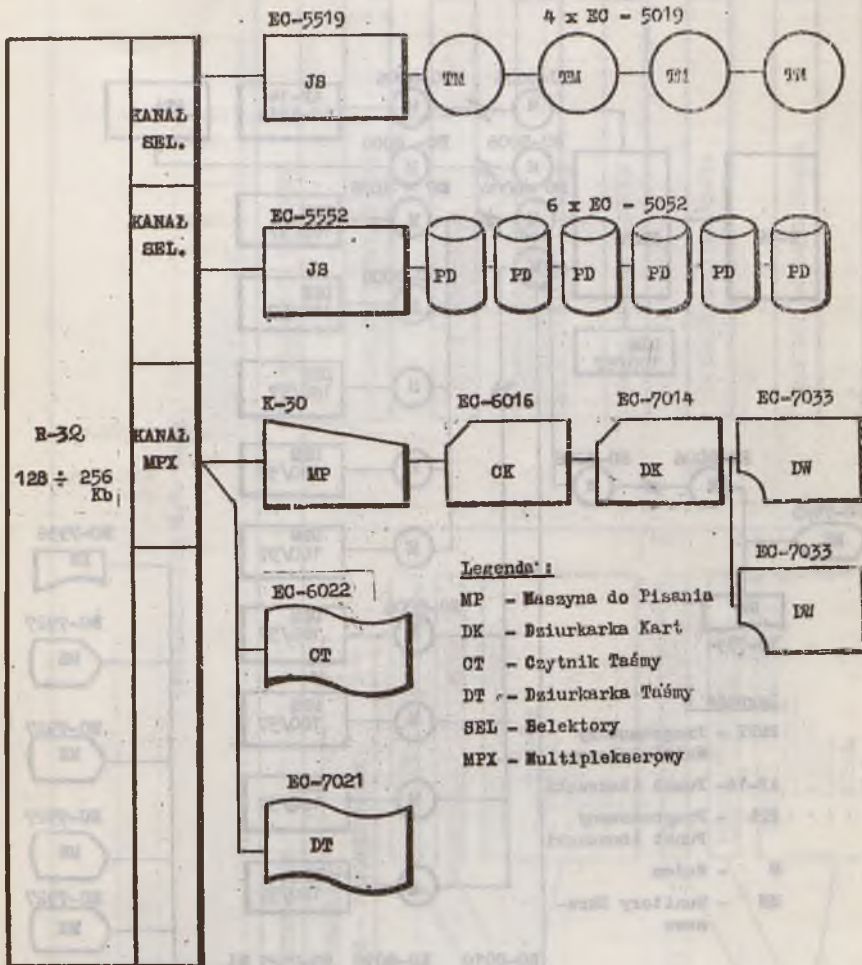 EC-5519
4 x EC - 5019
JS
TM
TM
TM
TM
KANAŁ
SEL.
EC-5552
6 x EC - 5052
KANAŁ
SEL.
JS
PD
PD
PD
PD
PD
PD
K-30
EC-6016
EC-7014
EC-7033
R-32
128 ÷ 256
Kb
KANAŁ
MPX
MP
CK
DK
DW
EC-7033
DW
EC-6022
CT
Legenda :
MP - Maszyna do Pisania
DK - Dziurkarka Kart
CT - Czytnik Taśmy
DT - Dziurkarka Taśmy
SEL - Selektory
MPX - Multiplekserowy
EC-7021
DT